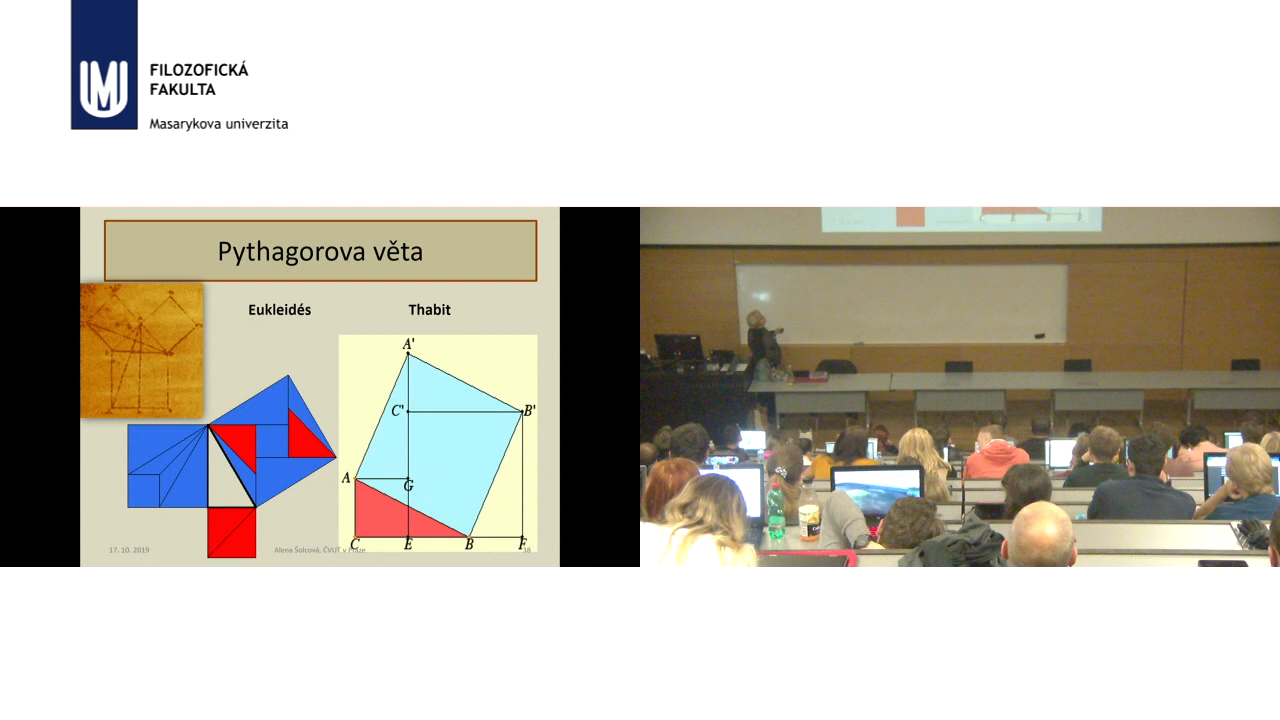 FILOZOFICKÁ
FAKULTA
Masarykova univerzita
Pythagorova věta
Eukleidés
Thabit
A'
C'
B'
A
G
C
E
B
F
17. 10. 2019
Alena Šolcová, ČVUT v Praze
38